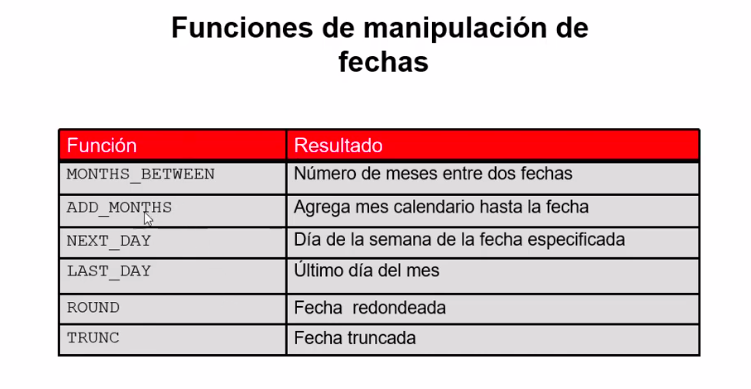 Funciones de manipulación de
fechas
Función Resultado
MONTHS_BETWEEN Número de meses entre dos fechas
ADD_MONTHS Agrega mes calendario hasta la fecha
NEXT_DAY Día de la semana de la fecha especificada
LAST_DAY Último día del mes
ROUND Fecha redondeada
TRUNC Fecha truncada